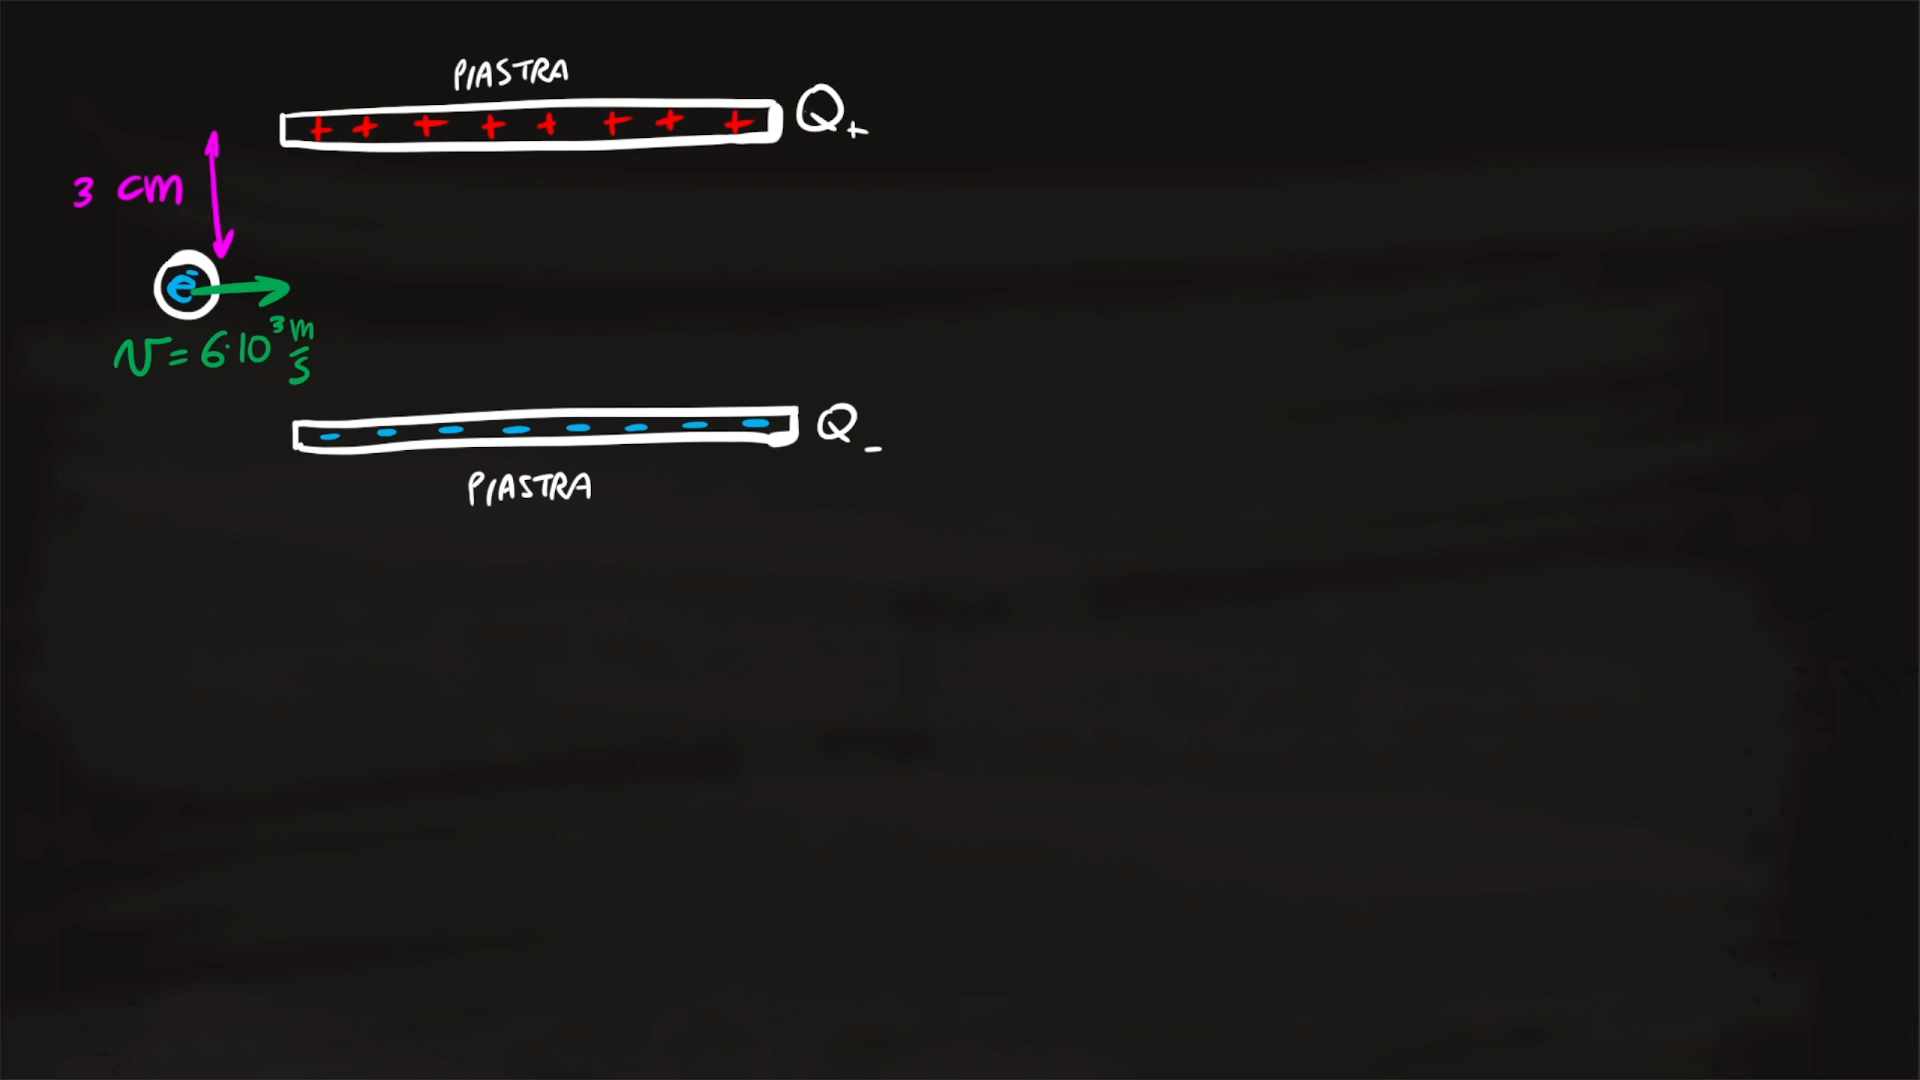 PIASTRA
+ + + + + + + + Q+
3 cm
e-
v = 6·10³ m/s
- - - - - - - - Q-
PIASTRA